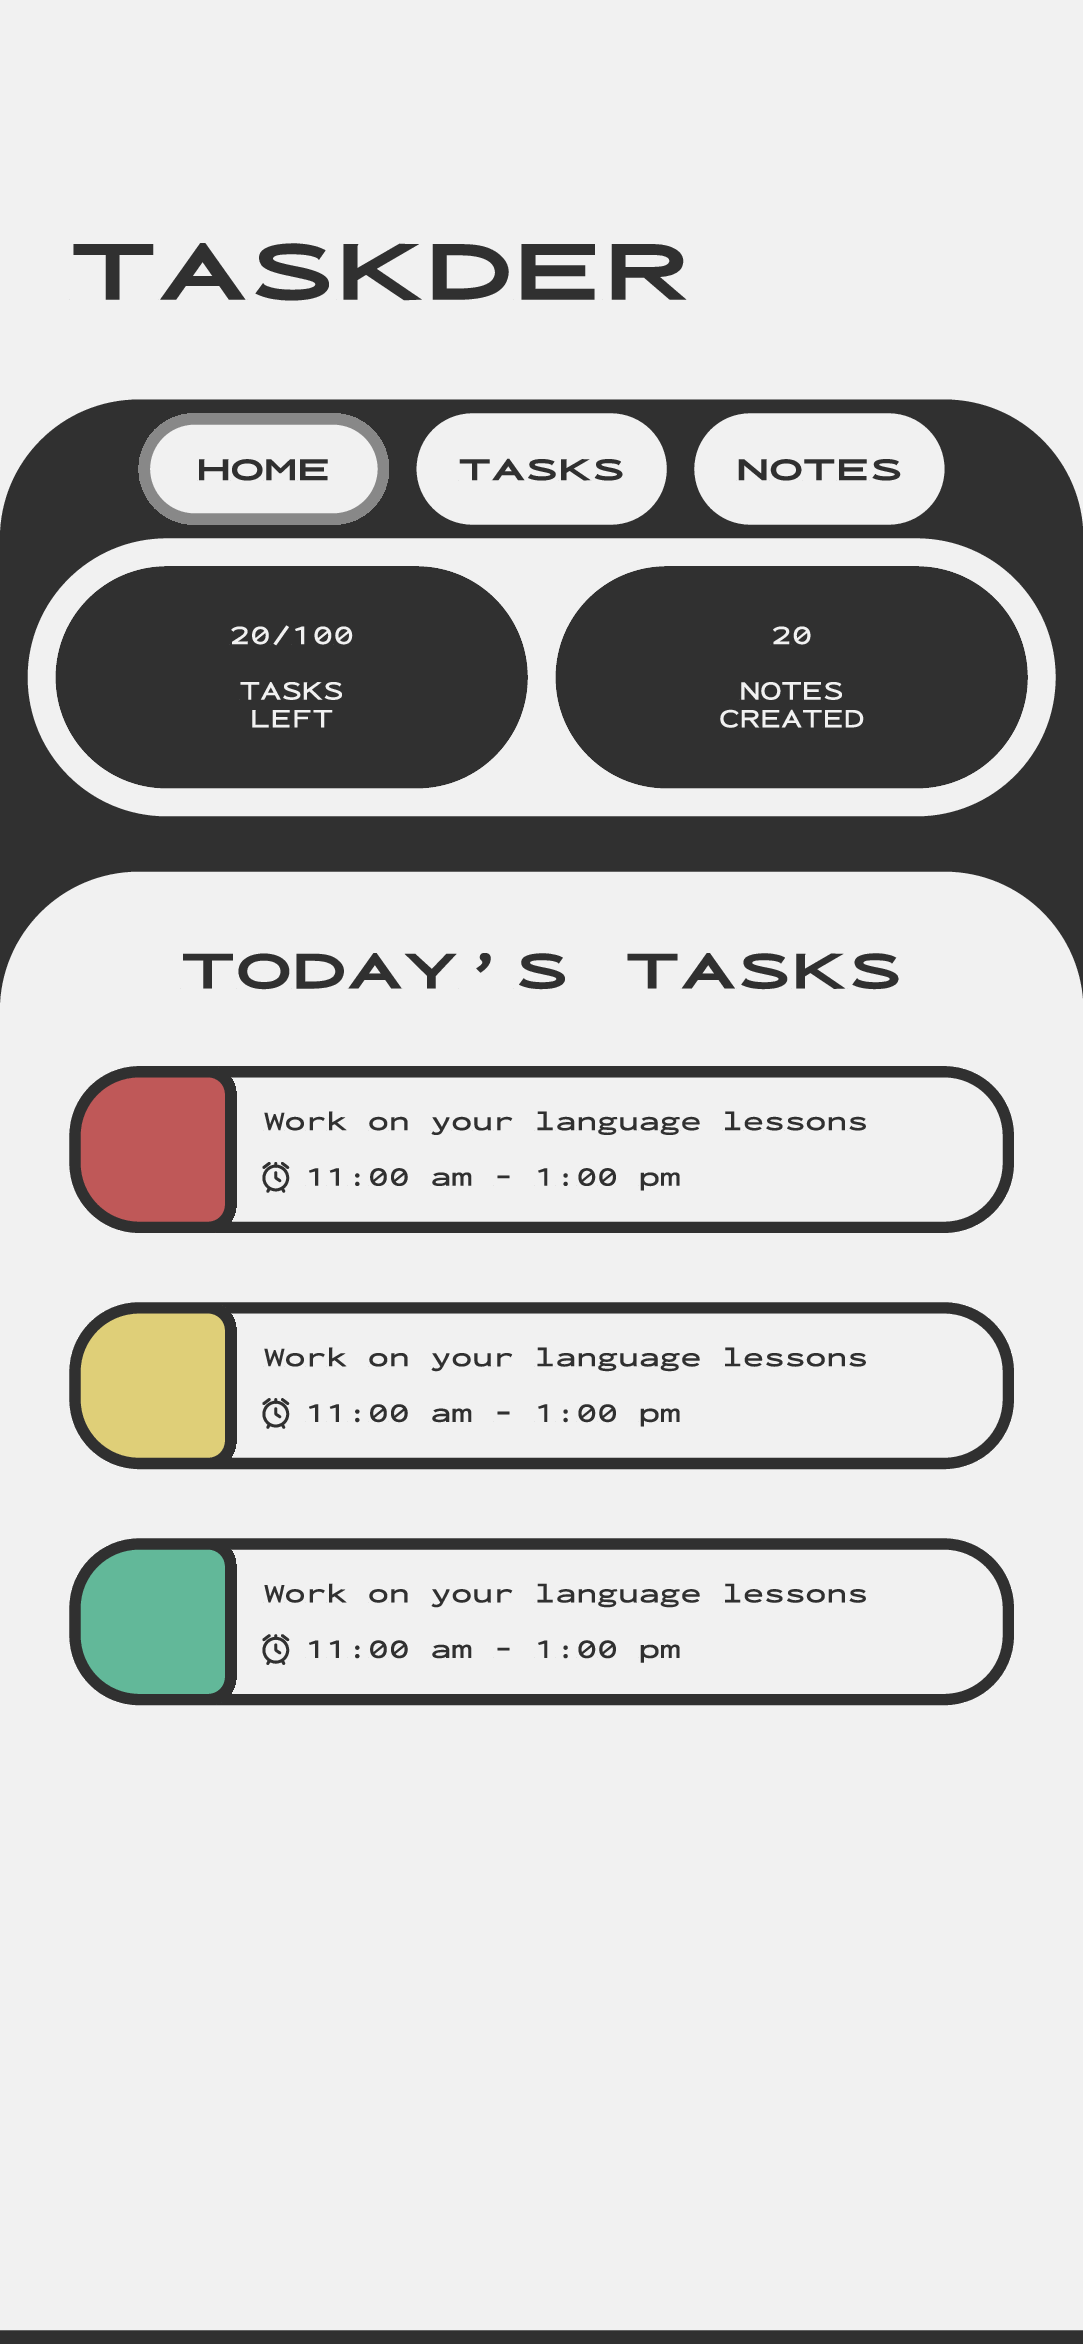 TASKDER
HOME TASKS NOTES
20/100
TASKS
LEFT
20
NOTES
CREATED
TODAY’S TASKS
Work on your language lessons
11:00 am - 1:00 pm
Work on your language lessons
11:00 am - 1:00 pm
Work on your language lessons
11:00 am - 1:00 pm